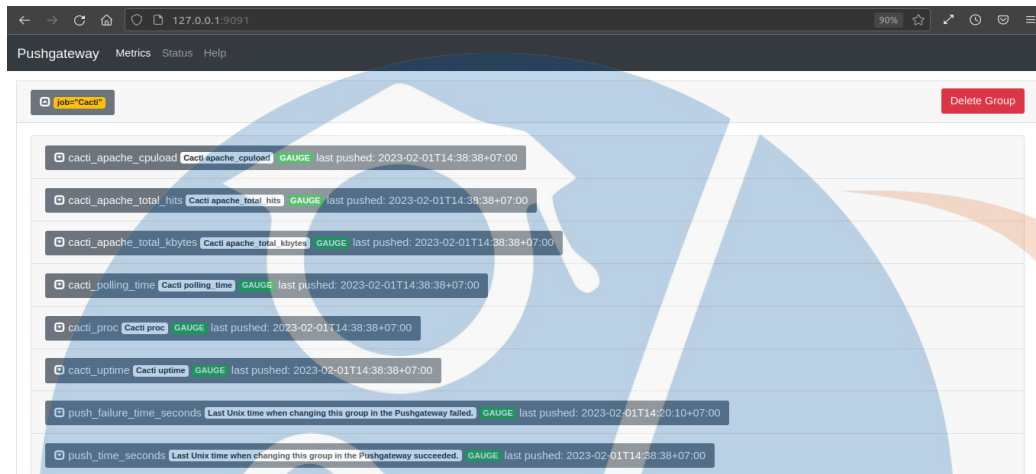 127.0.0.1:9091 90%
Pushgateway Metrics Status Help
job="Cacti" Delete Group
cacti_apache_cpuload Cacti apache_cpuload GAUGE last pushed: 2023-02-01T14:38:38+07:00
cacti_apache_total_hits Cacti apache_total_hits GAUGE last pushed: 2023-02-01T14:38:38+07:00
cacti_apache_total_kbytes Cacti apache_total_kbytes GAUGE last pushed: 2023-02-01T14:38:38+07:00
cacti_polling_time Cacti polling_time GAUGE last pushed: 2023-02-01T14:38:38+07:00
cacti_proc Cacti proc GAUGE last pushed: 2023-02-01T14:38:38+07:00
cacti_uptime Cacti uptime GAUGE last pushed: 2023-02-01T14:38:38+07:00
push_failure_time_seconds Last Unix time when changing this group in the Pushgateway failed. GAUGE last pushed: 2023-02-01T14:20:10+07:00
push_time_seconds Last Unix time when changing this group in the Pushgateway succeeded. GAUGE last pushed: 2023-02-01T14:38:38+07:00